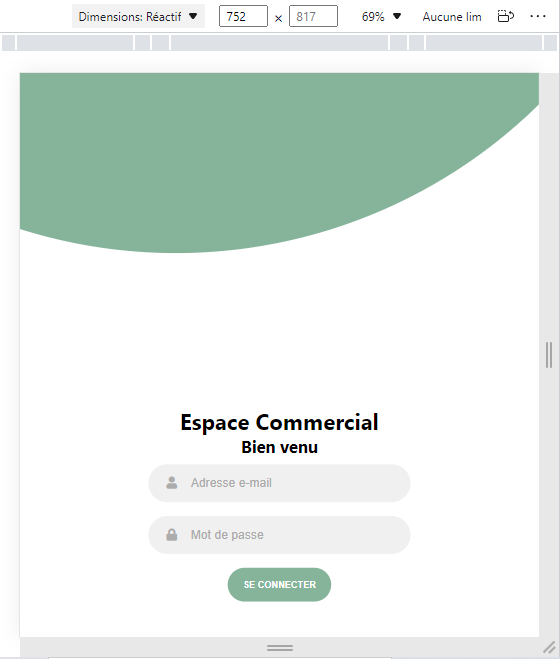 Dimensions: Réactif 752 × 817 69% Aucune lim
Espace Commercial
Bien venu
Adresse e-mail
Mot de passe
SE CONNECTER